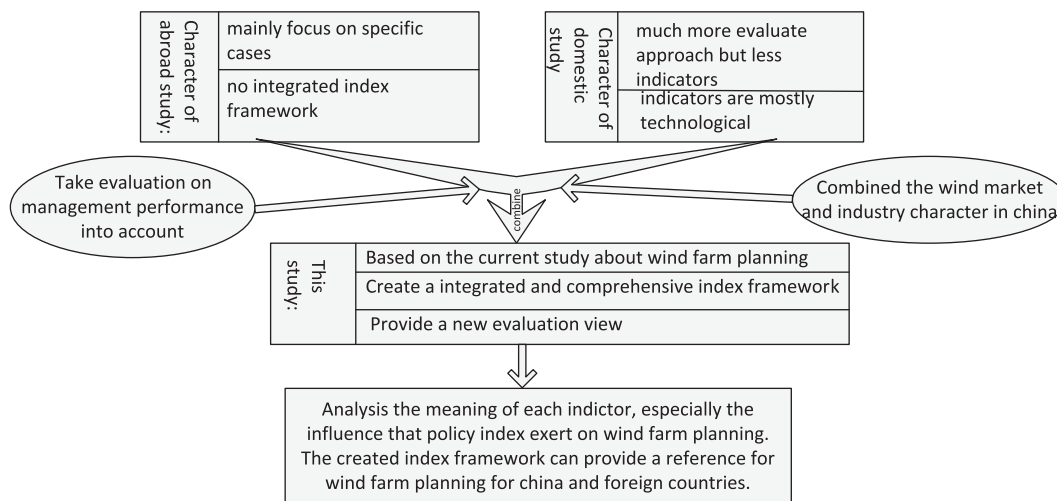 Character of
abroad study:
mainly focus on specific
cases
no integrated index
framework
Character of
domestic
study
much more evaluate
approach but less
indicators
indicators are mostly
technological
Take evaluation on
management performance
into account
combine
Combined the wind market
and industry character in china
This
study:
Based on the current study about wind farm planning
Create a integrated and comprehensive index framework
Provide a new evaluation view
Analysis the meaning of each indictor, especially the
influence that policy index exert on wind farm planning.
The created index framework can provide a reference for
wind farm planning for china and foreign countries.